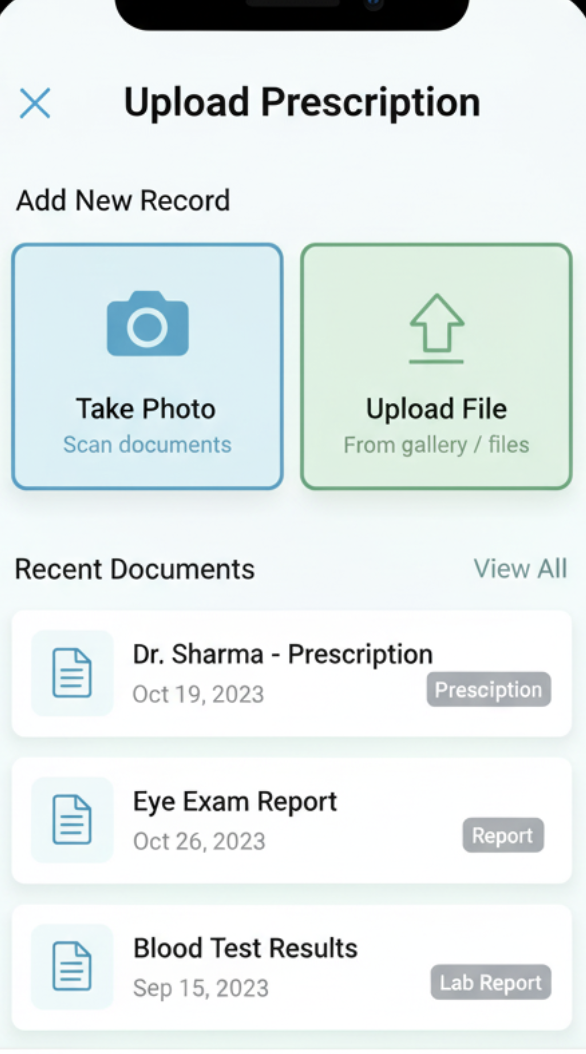 Upload Prescription
Add New Record
Take Photo
Scan documents
Upload File
From gallery / files
Recent Documents
View All
Dr. Sharma - Prescription
Oct 19, 2023
Presciption
Eye Exam Report
Oct 26, 2023
Report
Blood Test Results
Sep 15, 2023
Lab Report